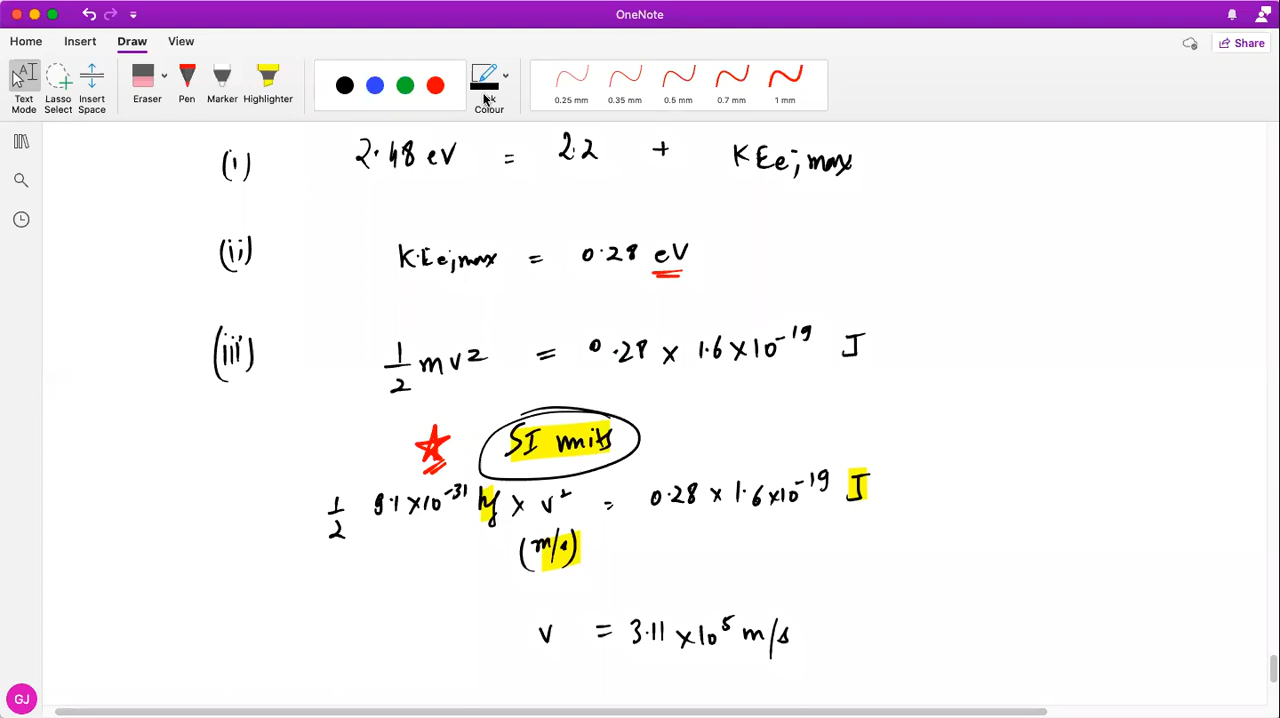 OneNote
Home Insert Draw View Share
Text Mode Lasso Select Insert Space Eraser Pen Marker Highlighter Ink Colour 0.25 mm 0.35 mm 0.5 mm 0.7 mm 1 mm
(i) 2.48 eV = 2.2 + KEe;max
(ii) K.Ee;max = 0.28 eV
(iii) 1/2 mv² = 0.28 x 1.6 x 10⁻¹⁹ J
SI units
1/2 9.1 x 10⁻³¹ kg x v² = 0.28 x 1.6 x 10⁻¹⁹ J
(m/s)
v = 3.11 x 10⁵ m/s
GJ